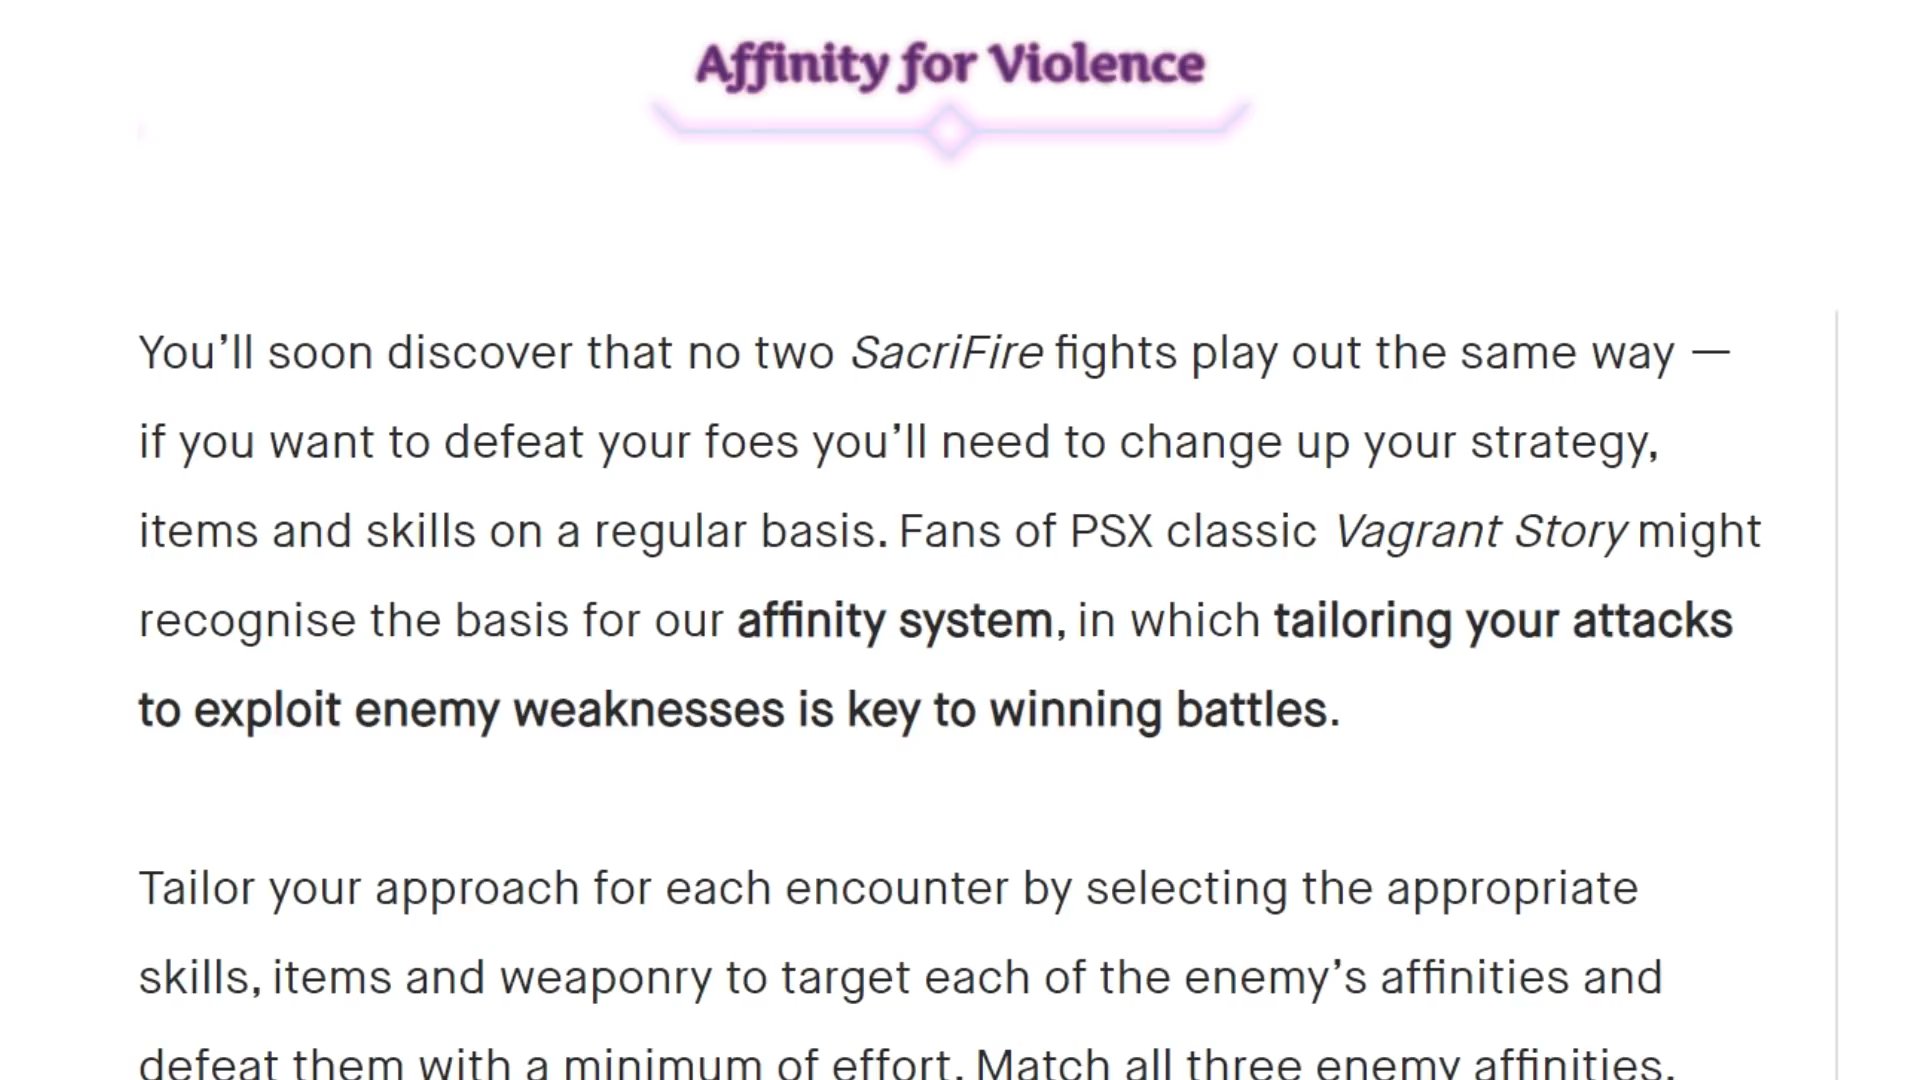 Affinity for Violence
You’ll soon discover that no two SacriFire fights play out the same way —
if you want to defeat your foes you’ll need to change up your strategy,
items and skills on a regular basis. Fans of PSX classic Vagrant Story might
recognise the basis for our affinity system, in which tailoring your attacks
to exploit enemy weaknesses is key to winning battles.
Tailor your approach for each encounter by selecting the appropriate
skills, items and weaponry to target each of the enemy’s affinities and
defeat them with a minimum of effort. Match all three enemy affinities,